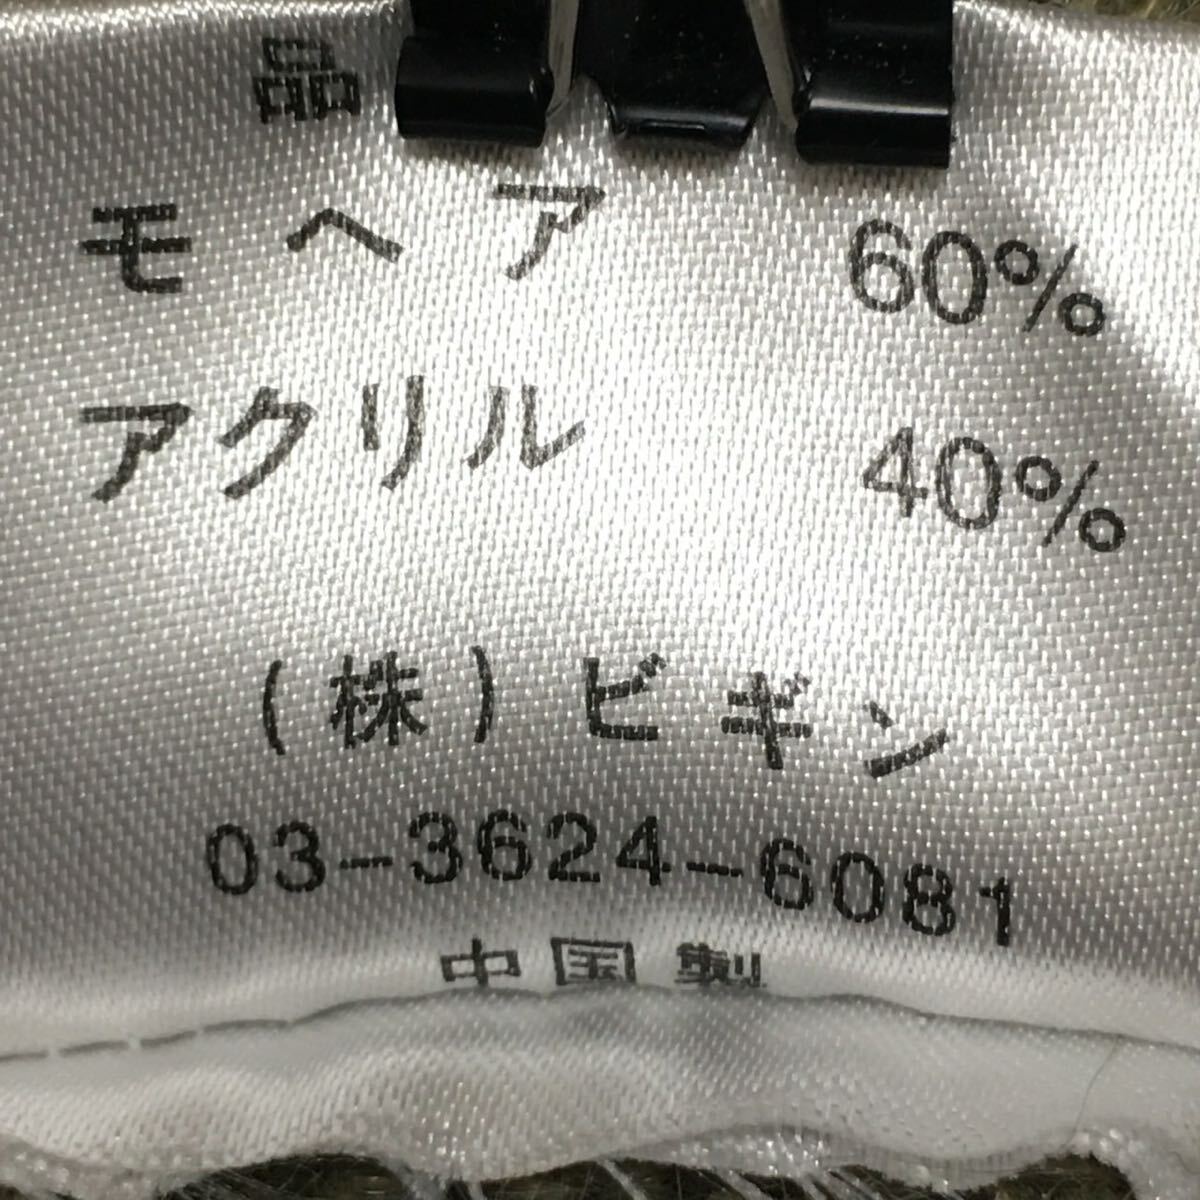 品
モヘア 60%
アクリル 40%
(株)ビギン
03-3624-6081
中国製